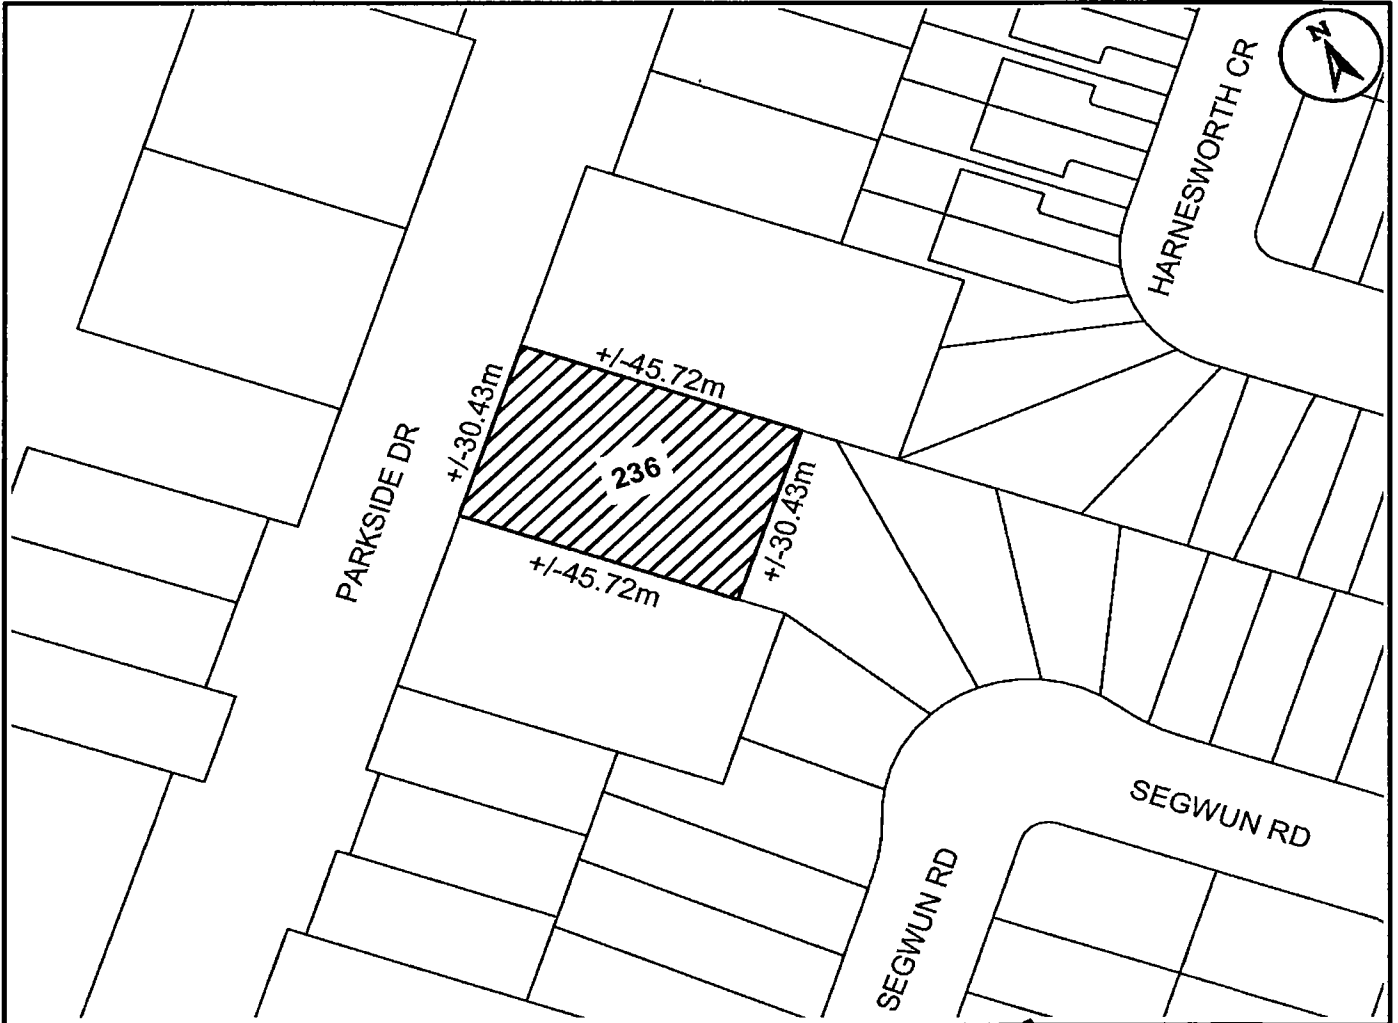 N
HARNESWORTH CR
+/-45.72m
+/-30.43m
236
PARKSIDE DR
+/-30.43m
+/-45.72m
SEGWUN RD
SEGWUN RD